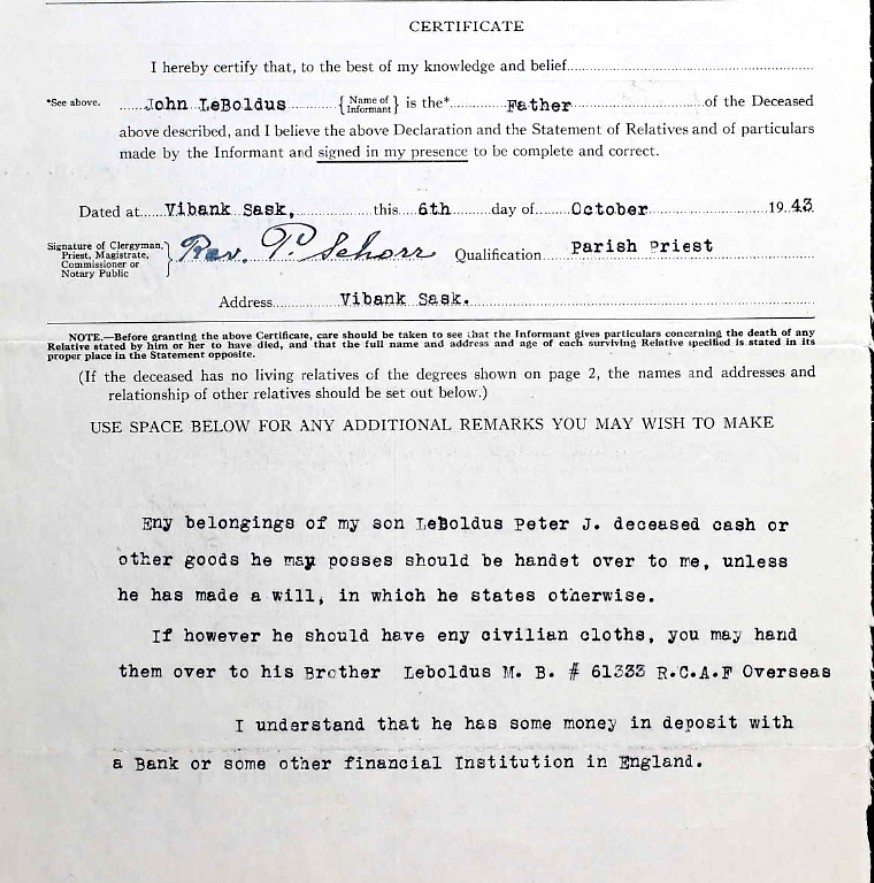 CERTIFICATE
I hereby certify that, to the best of my knowledge and belief
*See above. John LeBoldus {Name of Informant} is the* Father of the Deceased
above described, and I believe the above Declaration and the Statement of Relatives and of particulars
made by the Informant and signed in my presence to be complete and correct.
Dated at Vibank Sask, this 6th day of October 19 43
Signature of Clergyman, Priest, Magistrate, Commissioner or Notary Public } Rev. P. Schorr Qualification Parish Priest
Address Vibank Sask.
NOTE.—Before granting the above Certificate, care should be taken to see that the Informant gives particulars concerning the death of any
Relative stated by him or her to have died, and that the full name and address and age of each surviving Relative specified is stated in its
proper place in the Statement opposite.
(If the deceased has no living relatives of the degrees shown on page 2, the names and addresses and
relationship of other relatives should be set out below.)
USE SPACE BELOW FOR ANY ADDITIONAL REMARKS YOU MAY WISH TO MAKE
Eny belongings of my son LeBoldus Peter J. deceased cash or
other goods he may posses should be handet over to me, unless
he has made a will, in which he states otherwise.
If however he should have eny civilian cloths, you may hand
them over to his Brother Leboldus M. B. # 61333 R.C.A.F Overseas
I understand that he has some money in deposit with
a Bank or some other financial Institution in England.